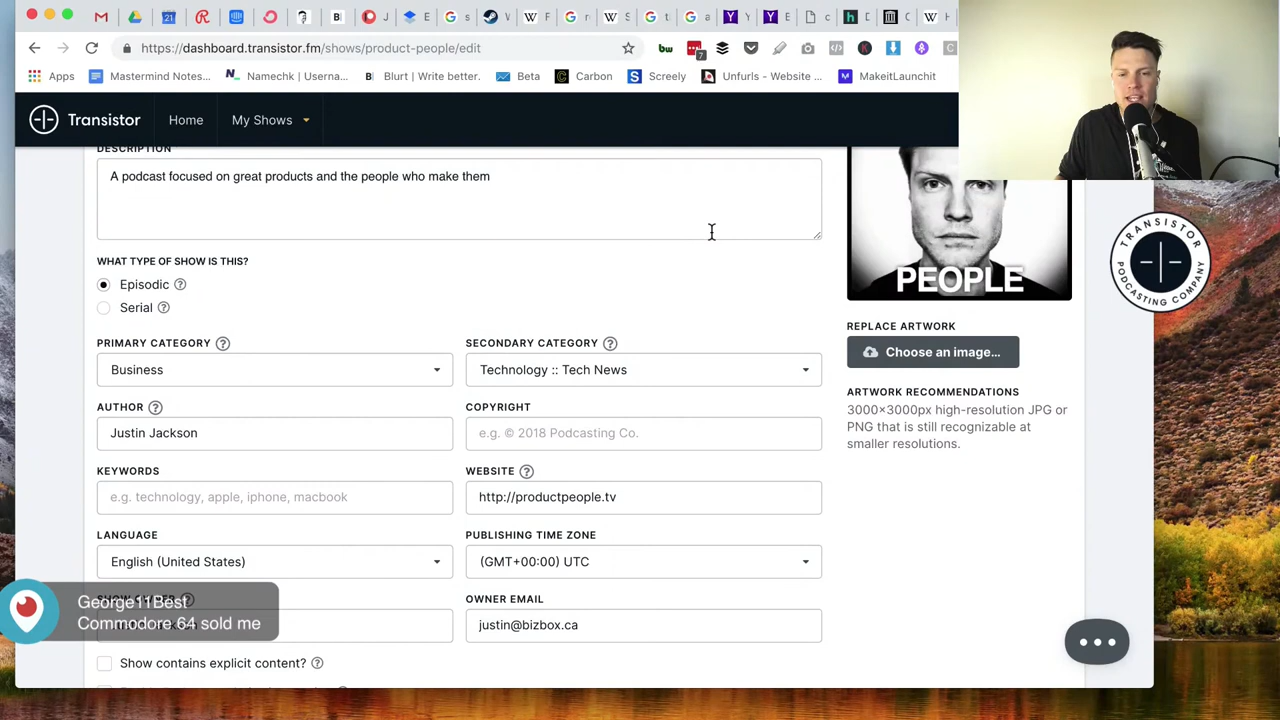 https://dashboard.transistor.fm/shows/product-people/edit
Apps
Mastermind Notes...
Namechk | Userna...
Blurt | Write better.
Beta
Carbon
Screely
Unfurls - Website ...
MakeitLaunchit
Transistor
Home
My Shows
DESCRIPTION
A podcast focused on great products and the people who make them
WHAT TYPE OF SHOW IS THIS?
Episodic
Serial
PRIMARY CATEGORY
SECONDARY CATEGORY
Business
Technology :: Tech News
AUTHOR
COPYRIGHT
Justin Jackson
e.g. © 2018 Podcasting Co.
KEYWORDS
WEBSITE
e.g. technology, apple, iphone, macbook
http://productpeople.tv
LANGUAGE
PUBLISHING TIME ZONE
English (United States)
(GMT+00:00) UTC
OWNER EMAIL
justin@bizbox.ca
Show contains explicit content?
George11Best
Commodore 64 sold me
PEOPLE
REPLACE ARTWORK
Choose an image...
ARTWORK RECOMMENDATIONS
3000×3000px high-resolution JPG or
PNG that is still recognizable at
smaller resolutions.
TRANSISTOR
PODCASTING COMPANY